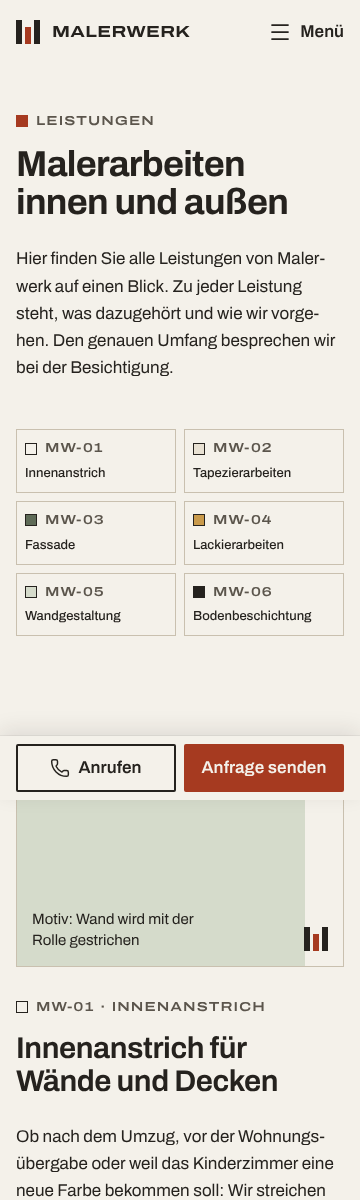 MALERWERK
Menü
LEISTUNGEN
Malerarbeiten
innen und außen
Hier finden Sie alle Leistungen von Maler-
werk auf einen Blick. Zu jeder Leistung
steht, was dazugehört und wie wir vorge-
hen. Den genauen Umfang besprechen wir
bei der Besichtigung.
MW-01
Innenanstrich
MW-02
Tapezierarbeiten
MW-03
Fassade
MW-04
Lackierarbeiten
MW-05
Wandgestaltung
MW-06
Bodenbeschichtung
Anrufen
Anfrage senden
Motiv: Wand wird mit der
Rolle gestrichen
MW-01 · INNENANSTRICH
Innenanstrich für
Wände und Decken
Ob nach dem Umzug, vor der Wohnungs-
übergabe oder weil das Kinderzimmer eine
neue Farbe bekommen soll: Wir streichen